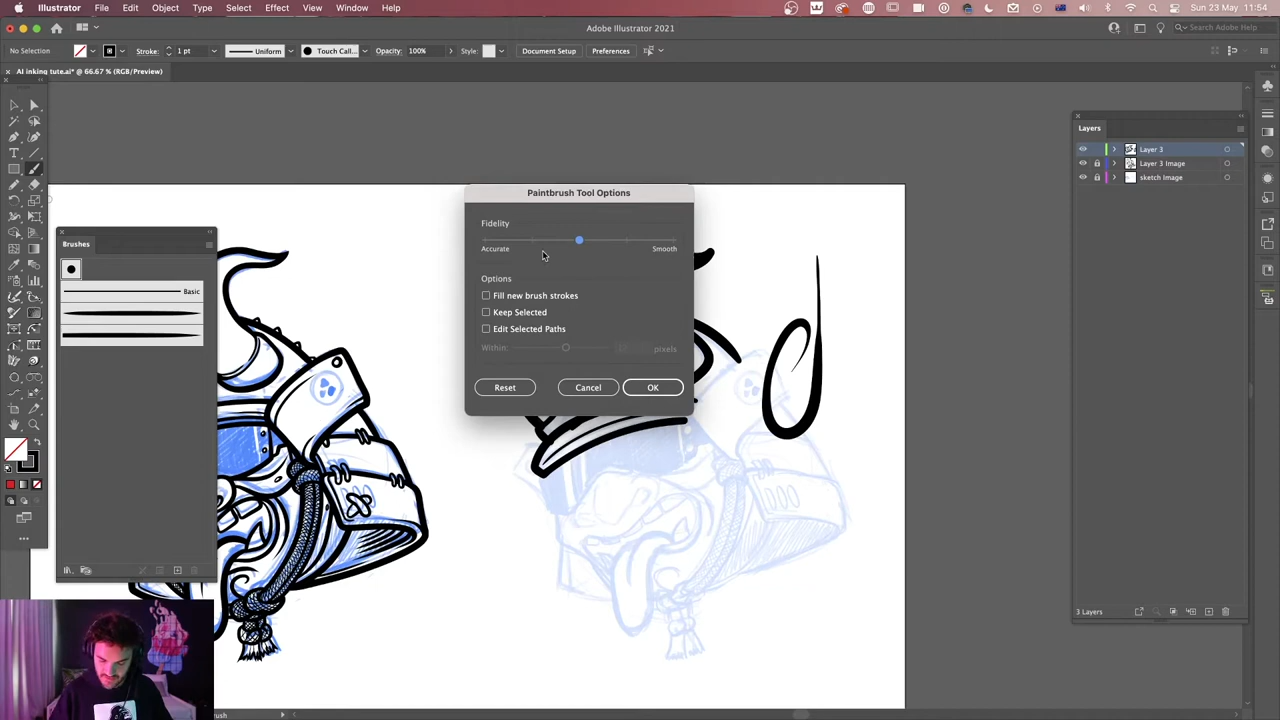 Illustrator File Edit Object Type Select Effect View Window Help
Sun 23 May 11:54
Adobe Illustrator 2021
Search Adobe Help
No Selection Stroke: 1 pt Uniform Touch Call... Opacity: 100% Style: Document Setup Preferences
AI inking tute.ai* @ 66.67 % (RGB/Preview)
Layers
Layer 3
Layer 3 Image
sketch Image
Paintbrush Tool Options
Fidelity
Accurate Smooth
Options
Fill new brush strokes
Keep Selected
Edit Selected Paths
Within: pixels
Reset Cancel OK
Brushes
Basic
d
3 Layers